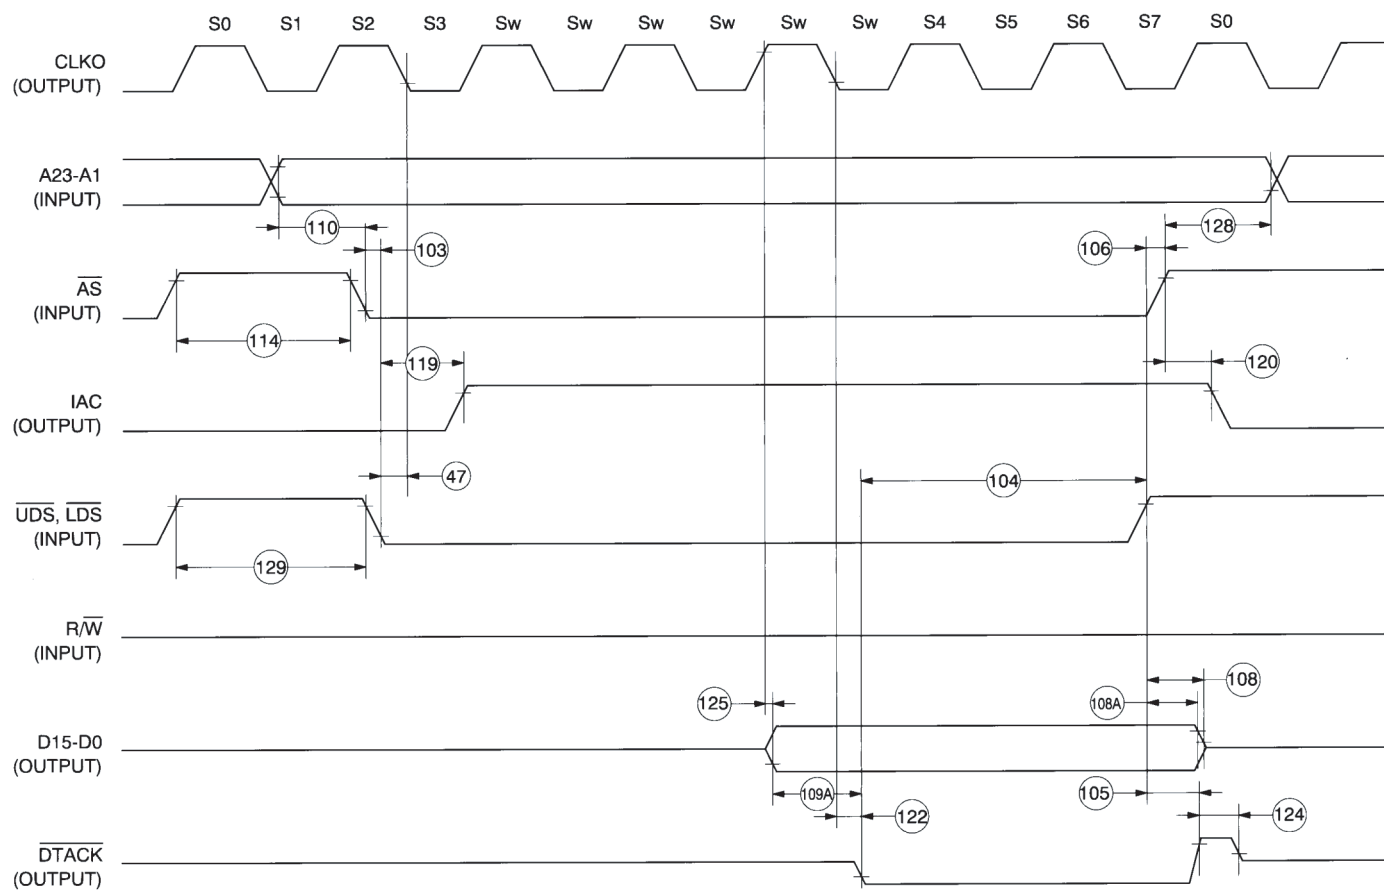 S0 S1 S2 S3 Sw Sw Sw Sw Sw Sw S4 S5 S6 S7 S0
CLKO
(OUTPUT)
A23-A1
(INPUT)
110
128
103
106
AS
(INPUT)
114
119
120
IAC
(OUTPUT)
47
104
UDS, LDS
(INPUT)
129
R/W
(INPUT)
108
125
108A
D15-D0
(OUTPUT)
109A
105
122
124
DTACK
(OUTPUT)